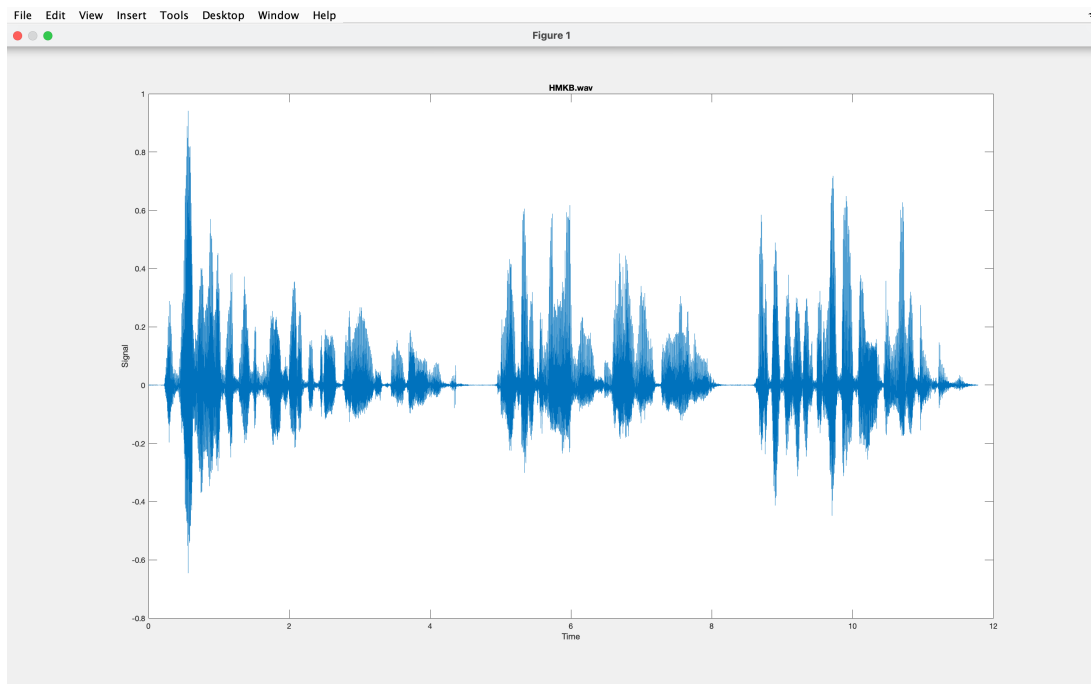 File Edit View Insert Tools Desktop Window Help
Figure 1
HMKB.wav
1
0.8
0.6
0.4
0.2
0
-0.2
-0.4
-0.6
-0.8
Signal
0 2 4 6 8 10 12
Time